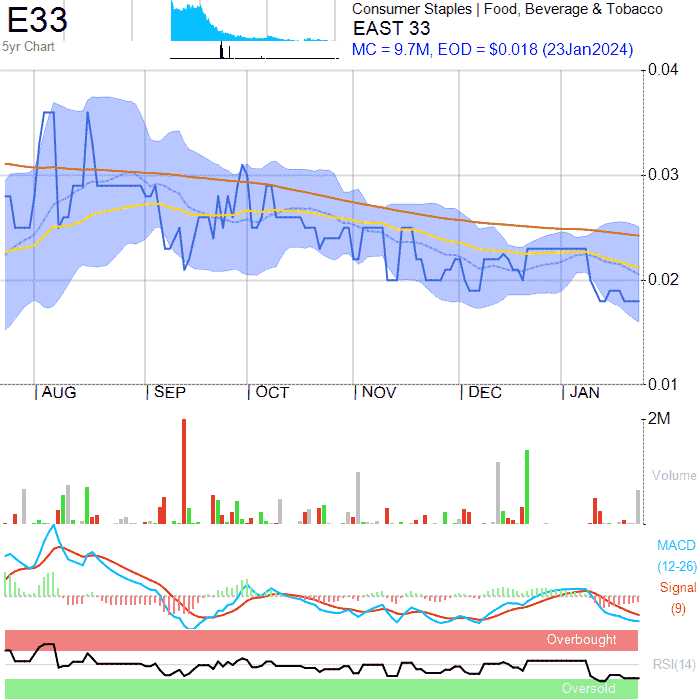 E33
5yr Chart
Consumer Staples | Food, Beverage & Tobacco
EAST 33
MC = 9.7M, EOD = $0.018 (23Jan2024)
0.04
0.03
0.02
0.01
AUG SEP OCT NOV DEC JAN
2M
Volume
MACD
(12-26)
Signal
(9)
Overbought
RSI(14)
Oversold